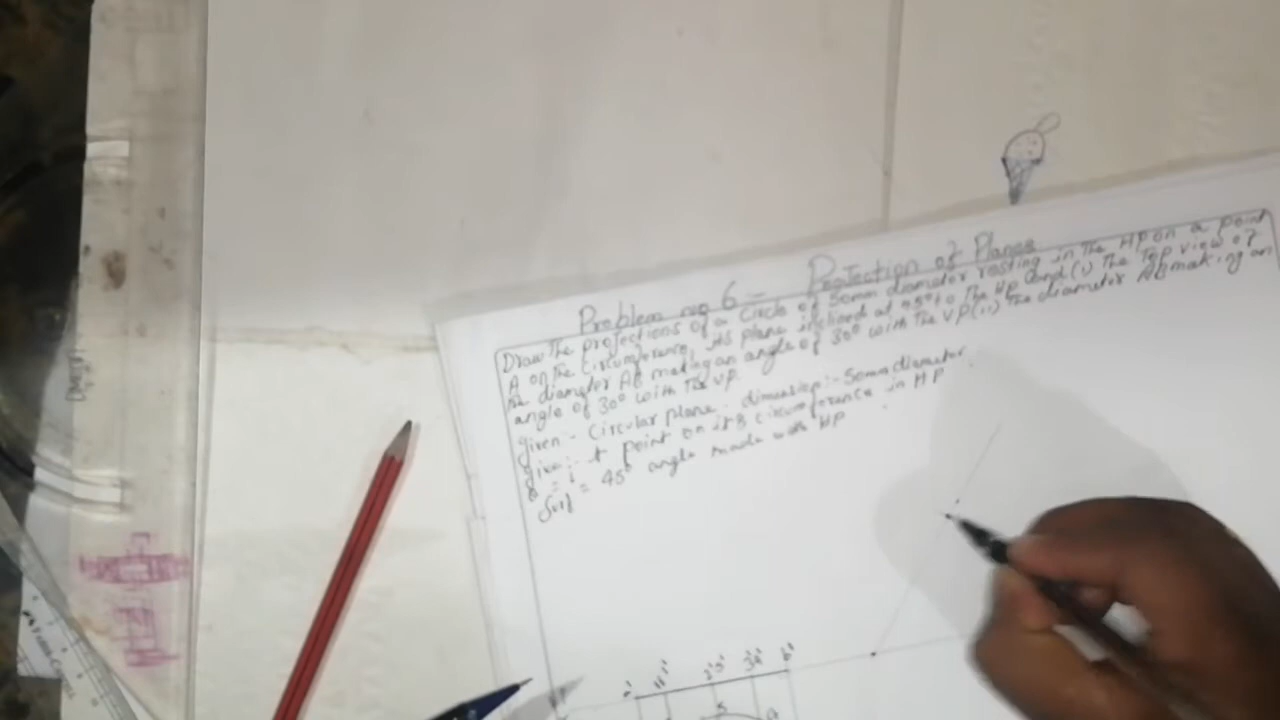 Problem no 6 - Projection of Planes
Draw The projections of a Circle of 50mm diameter resting in The HP on a point
A on the Circumference, its plane inclined at 45° to The HP and (i) The Top view of
the diameter AB making an angle of 30° with The VP (ii) The diameter AB making an
angle of 30° with The VP.
given:- Circular plane - dimension:- 50mm diameter
given:- point on its circumference in HP
= 45° angle made with HP
a' 2'5' b'